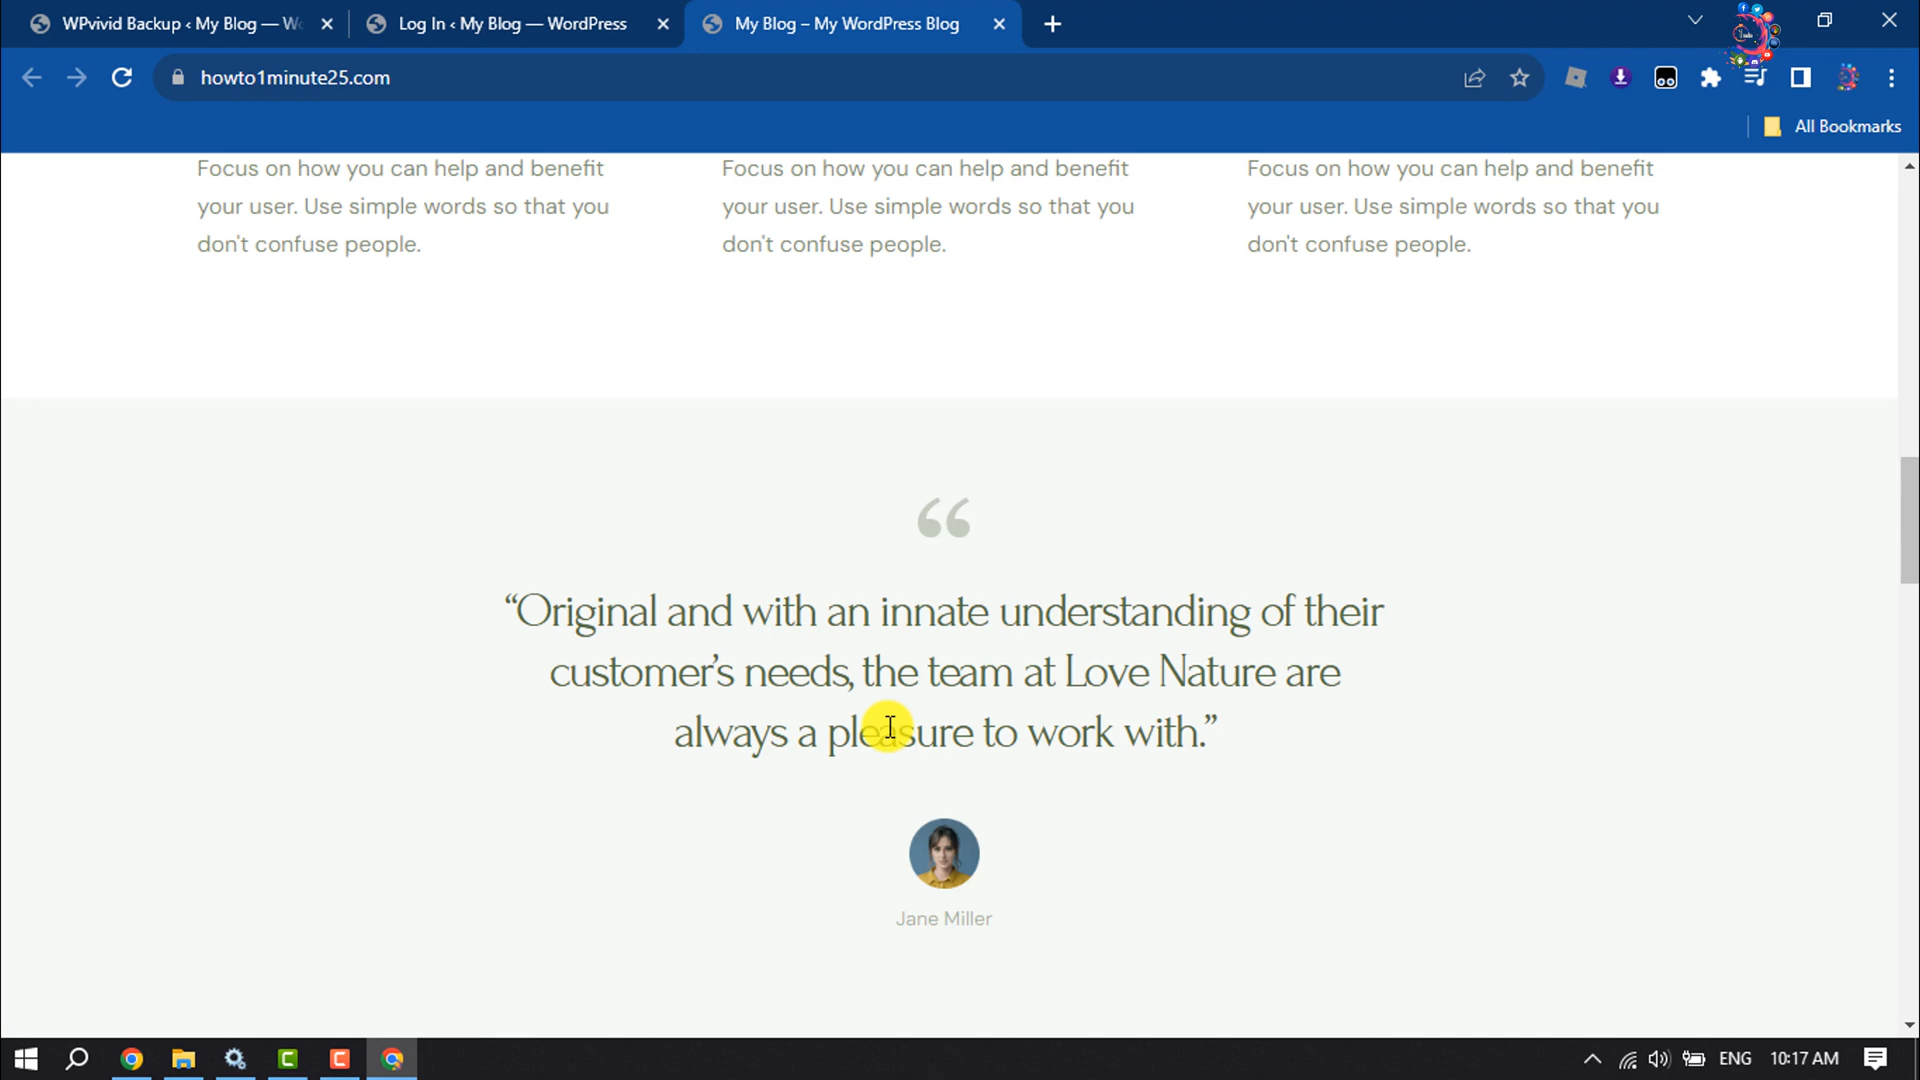 WPvivid Backup ‹ My Blog — Wo
Log In ‹ My Blog — WordPress
My Blog – My WordPress Blog
howto1minute25.com
All Bookmarks
Focus on how you can help and benefit
your user. Use simple words so that you
don't confuse people.
Focus on how you can help and benefit
your user. Use simple words so that you
don't confuse people.
Focus on how you can help and benefit
your user. Use simple words so that you
don't confuse people.
“
“Original and with an innate understanding of their
customer’s needs, the team at Love Nature are
always a pleasure to work with.”
Jane Miller
ENG
10:17 AM